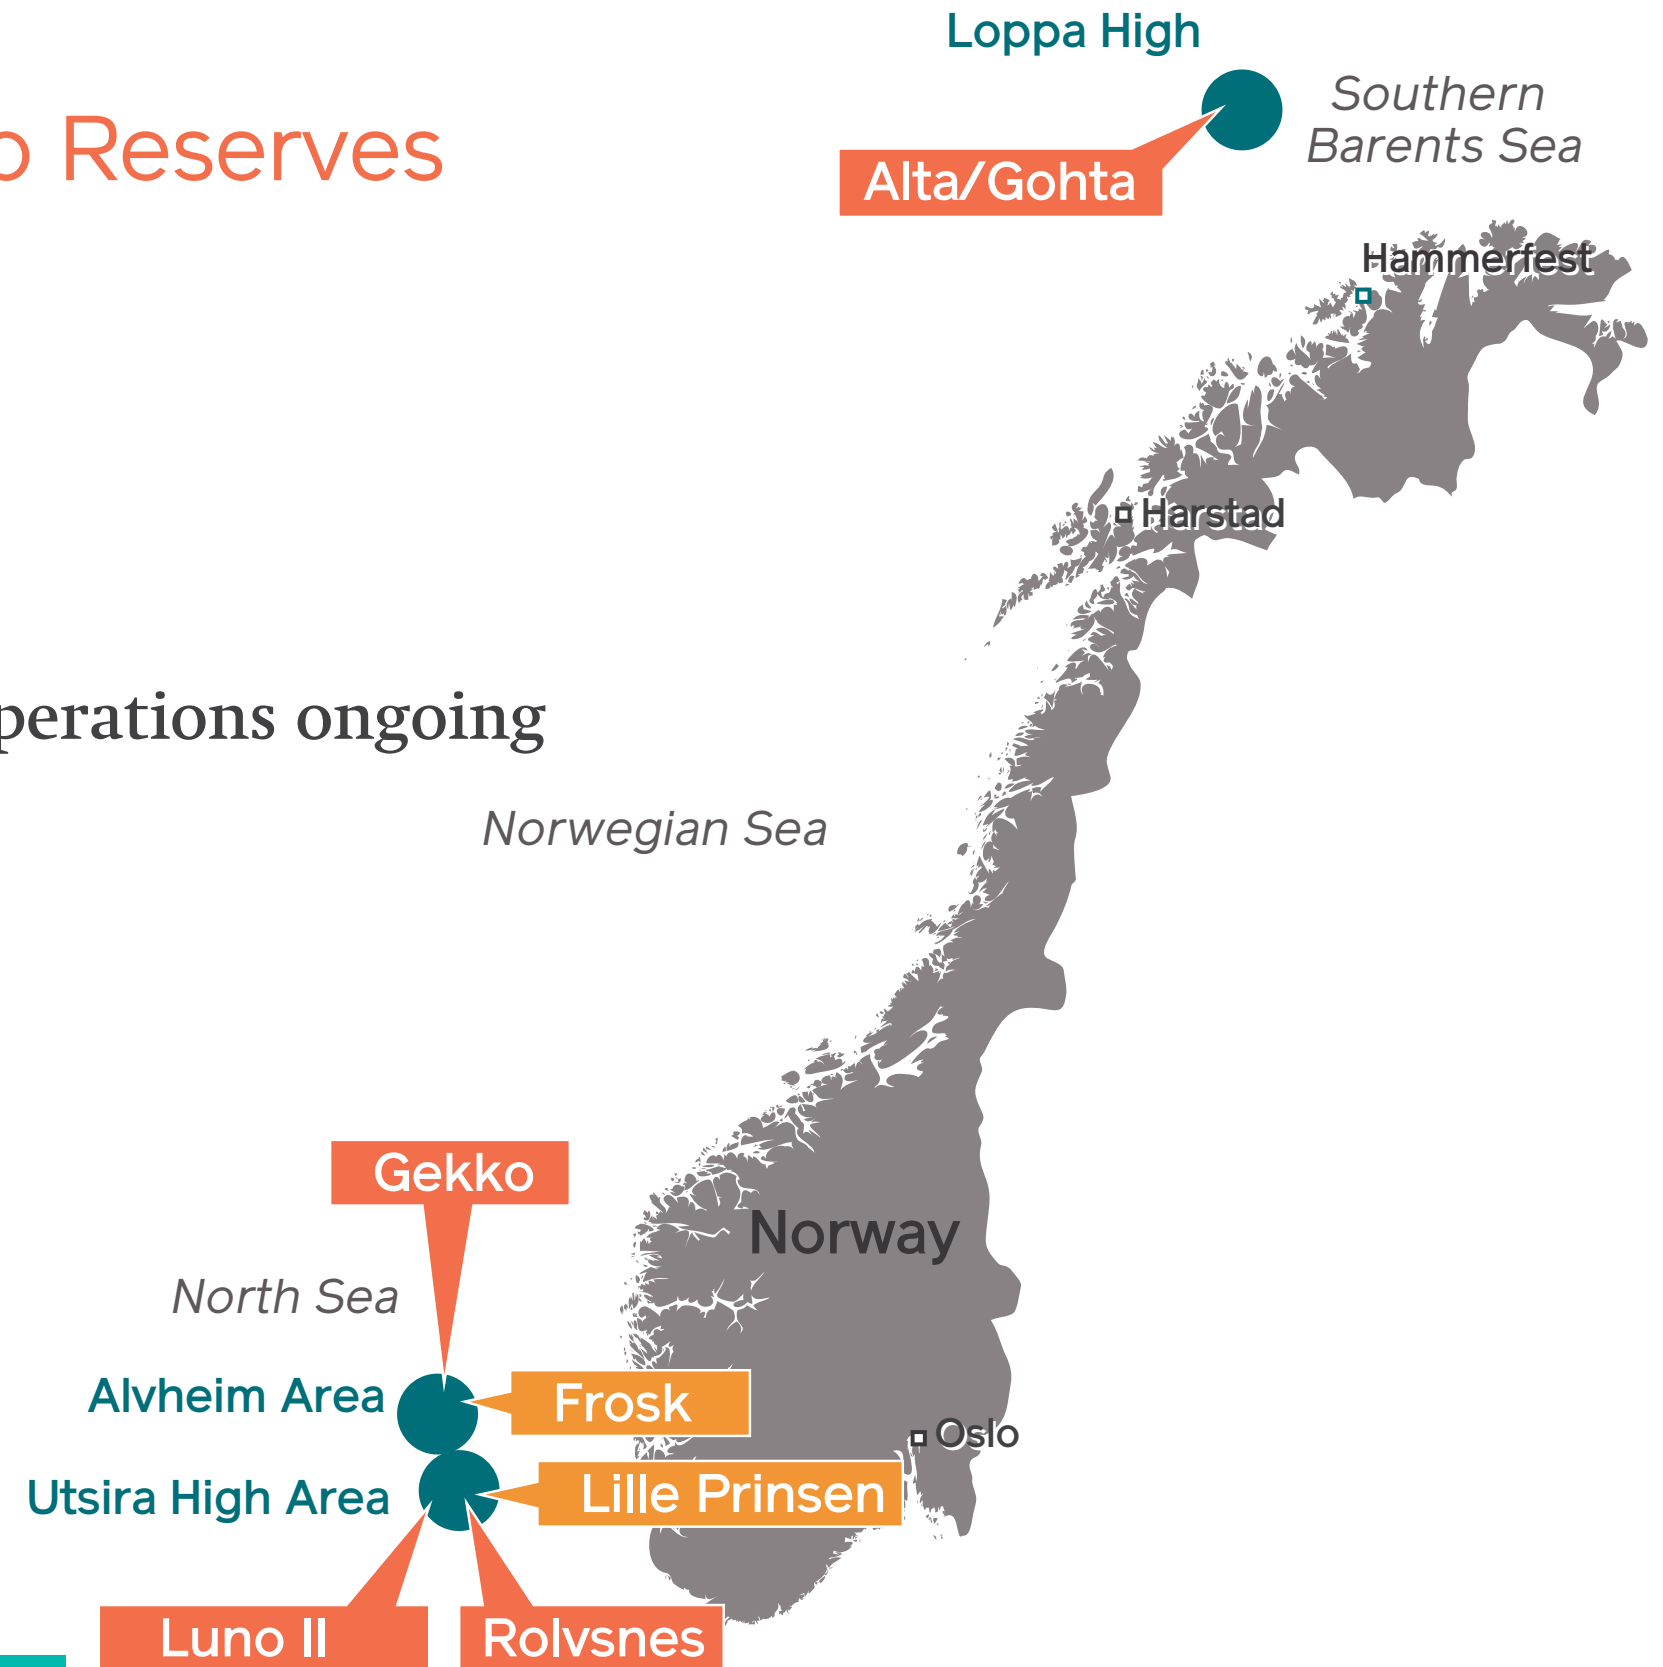 Loppa High
Southern
Barents Sea
o Reserves
Alta/Gohta
Hammerfest
Harstad
perations ongoing
Norwegian Sea
Gekko
Norway
North Sea
Alvheim Area
Frosk
Oslo
Utsira High Area
Lille Prinsen
Luno II
Rolvsnes